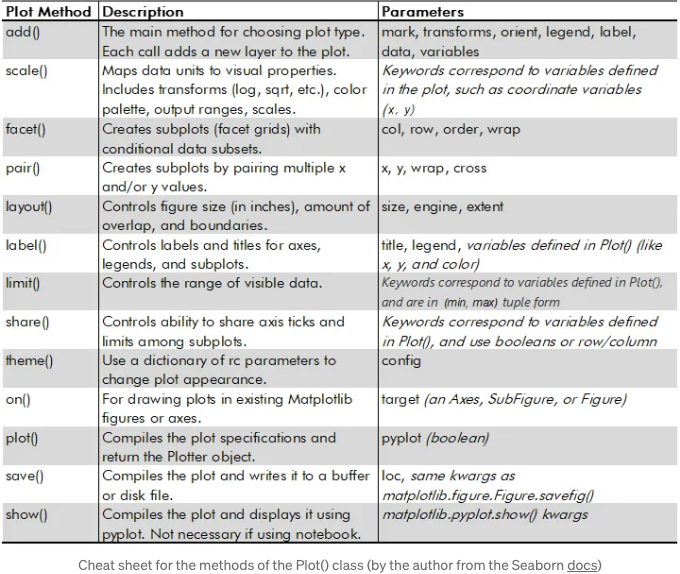 Plot Method Description Parameters
add() The main method for choosing plot type. mark, transforms, orient, legend, label,
Each call adds a new layer to the plot. data, variables
scale() Maps data units to visual properties. Keywords correspond to variables defined
Includes transforms (log, sqrt, etc.), color in the plot, such as coordinate variables
palette, output ranges, scales. (x, y)
facet() Creates subplots (facet grids) with col, row, order, wrap
conditional data subsets.
pair() Creates subplots by pairing multiple x x, y, wrap, cross
and/or y values.
layout() Controls figure size (in inches), amount of size, engine, extent
overlap, and boundaries.
label() Controls labels and titles for axes, title, legend, variables defined in Plot() (like
legends, and subplots. x, y, and color)
limit() Controls the range of visible data. Keywords correspond to variables defined in Plot(),
and are in (min, max) tuple form
share() Controls ability to share axis ticks and Keywords correspond to variables defined
limits among subplots. in Plot(), and use booleans or row/column
theme() Use a dictionary of rc parameters to config
change plot appearance.
on() For drawing plots in existing Matplotlib target (an Axes, SubFigure, or Figure)
figures or axes.
plot() Compiles the plot specifications and pyplot (boolean)
return the Plotter object.
save() Compiles the plot and writes it to a buffer loc, same kwargs as
or disk file. matplotlib.figure.Figure.savefig()
show() Compiles the plot and displays it using matplotlib.pyplot.show() kwargs
pyplot. Not necessary if using notebook.
Cheat sheet for the methods of the Plot() class (by the author from the Seaborn docs)